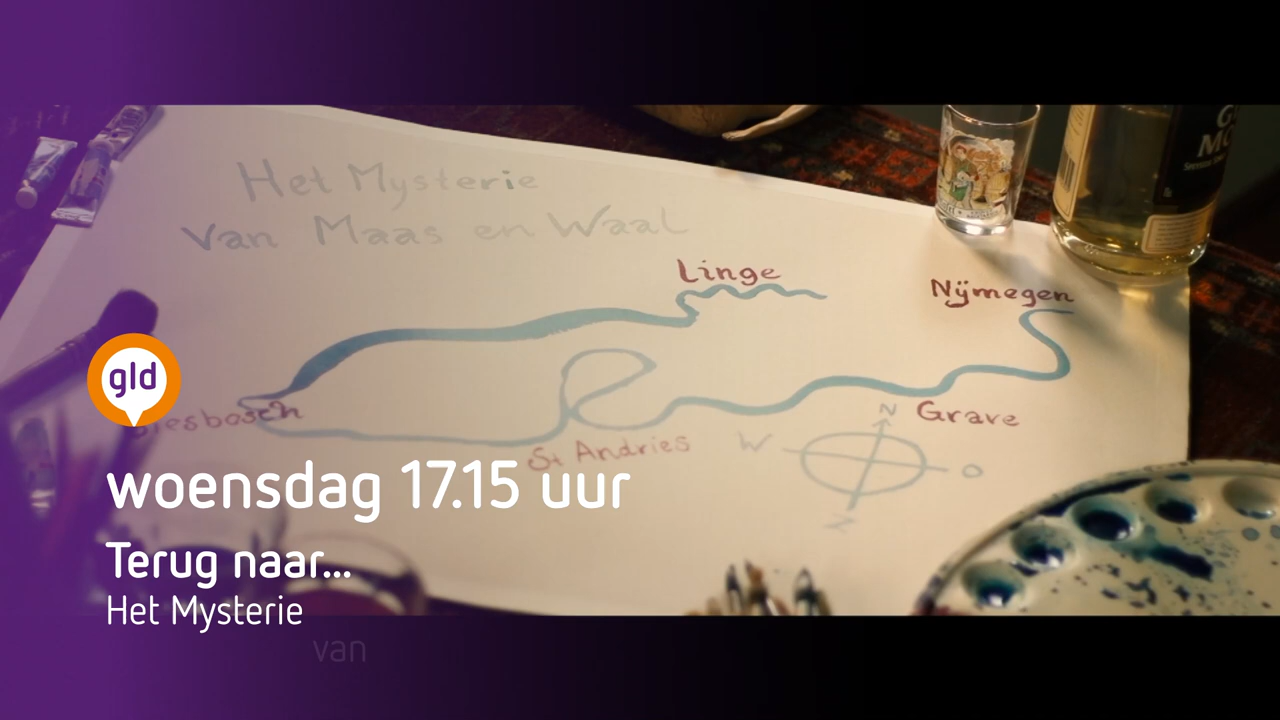 Het Mysterie
Van Maas en Waal
Linge
Nijmegen
G
MC
gld
Biesbosch
Grave
St Andries
N
W
O
Z
woensdag 17.15 uur
Terug naar...
Het Mysterie
van